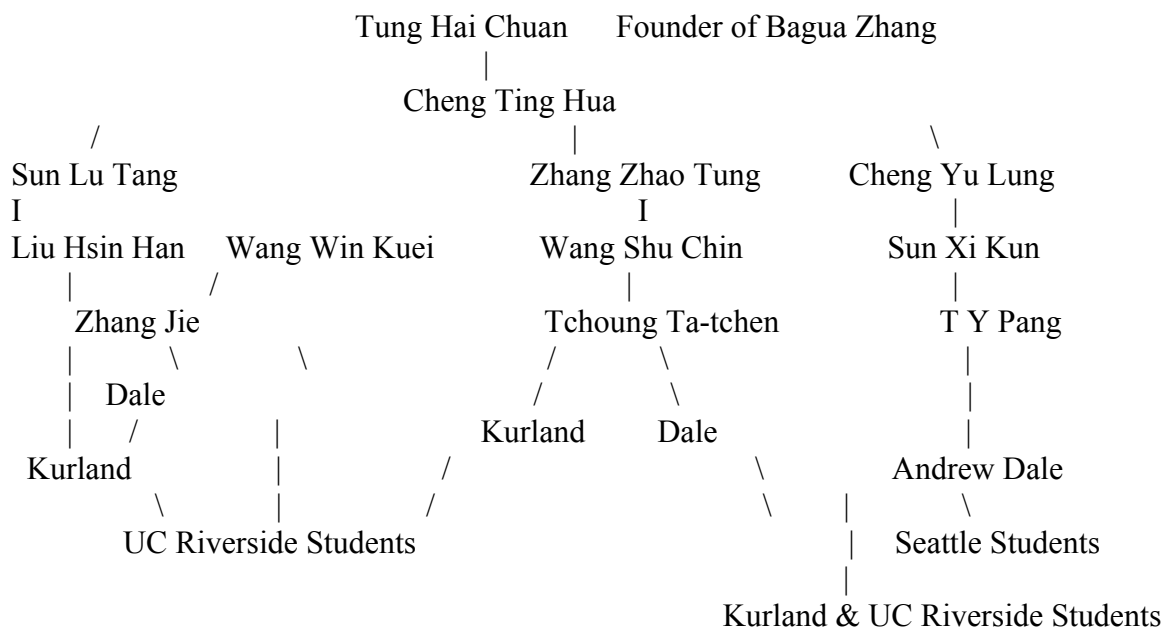 Tung Hai Chuan Founder of Bagua Zhang
|
Cheng Ting Hua
/ | \
Sun Lu Tang Zhang Zhao Tung Cheng Yu Lung
I I |
Liu Hsin Han Wang Win Kuei Wang Shu Chin Sun Xi Kun
| / | |
Zhang Jie Tchoung Ta-tchen T Y Pang
| \ \ / \ |
| Dale / \ |
| / | Kurland Dale |
Kurland | / \ Andrew Dale
\ | / \ | \
UC Riverside Students | Seattle Students
|
Kurland & UC Riverside Students